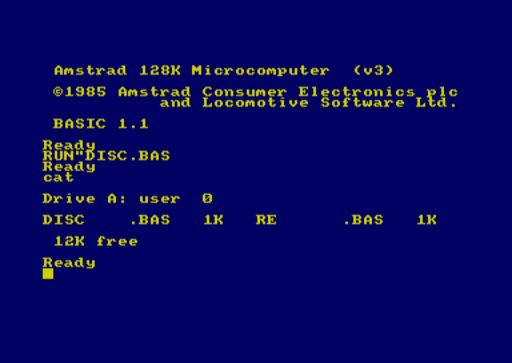 Amstrad 128K Microcomputer  (v3)
©1985 Amstrad Consumer Electronics plc
and Locomotive Software Ltd.
BASIC 1.1
Ready
RUN"DISC.BAS
Ready
cat
Drive A: user  0
DISC    .BAS   1K   RE      .BAS   1K
12K free
Ready